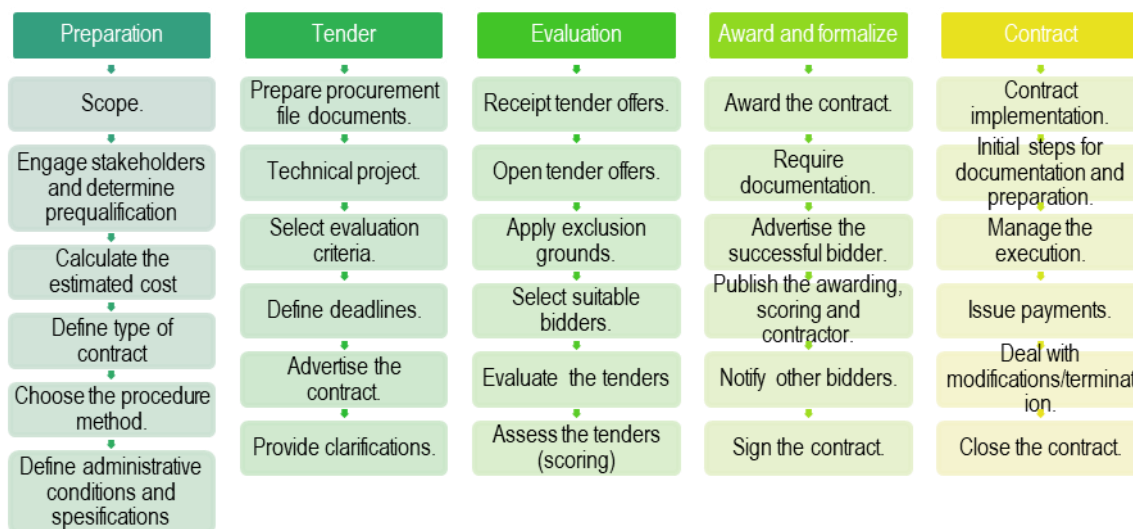 Preparation
Scope.
Engage stakeholders
and determine
prequalification
Calculate the
estimated cost
Define type of
contract
Choose the procedure
method.
Define administrative
conditions and
spesifications
Tender
Prepare procurement
file documents.
Technical project.
Select evaluation
criteria.
Define deadlines.
Advertise the
contract.
Provide clarifications.
Evaluation
Receipt tender offers.
Open tender offers.
Apply exclusion
grounds.
Select suitable
bidders.
Evaluate the tenders
Assess the tenders
(scoring)
Award and formalize
Award the contract.
Require
documentation.
Advertise the
successful bidder.
Publish the awarding,
scoring and
contractor.
Notify other bidders.
Sign the contract.
Contract
Contract
implementation.
Initial steps for
documentation and
preparation.
Manage the
execution.
Issue payments.
Deal with
modifications/terminat
ion.
Close the contract.